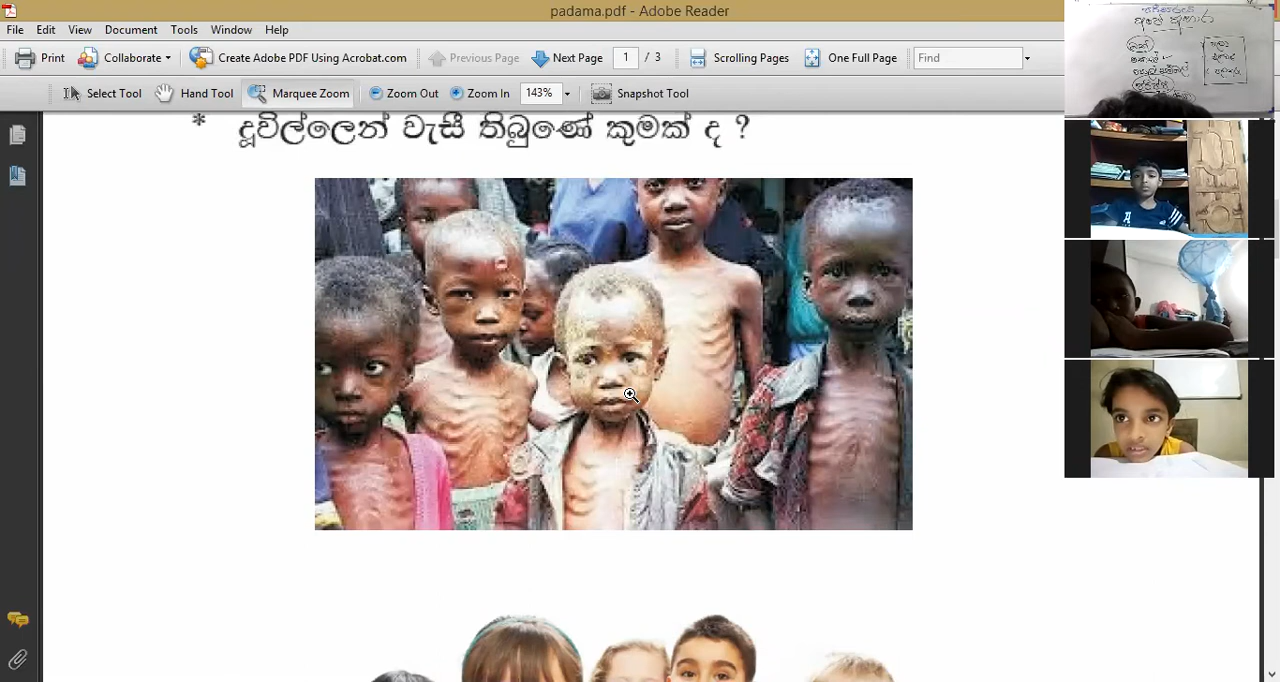 padama.pdf - Adobe Reader
File Edit View Document Tools Window Help
Print Collaborate Create Adobe PDF Using Acrobat.com Previous Page Next Page 1 / 3 Scrolling Pages One Full Page Find
Select Tool Hand Tool Marquee Zoom Zoom Out Zoom In 143% Snapshot Tool
* දූවිල්ලෙන් වැසී තිබුණේ කුමක් ද ?
අපේ ආහාර